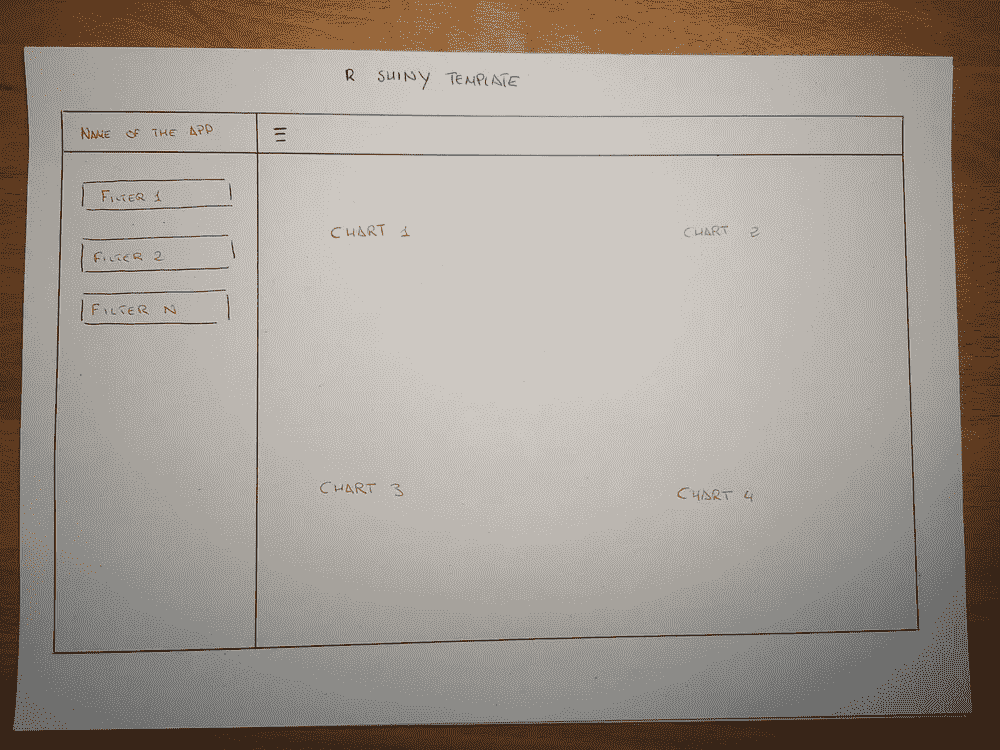 R SHINY TEMPLATE
NAME OF THE APP
FILTER 1
FILTER 2
FILTER N
CHART 1
CHART 2
CHART 3
CHART 4